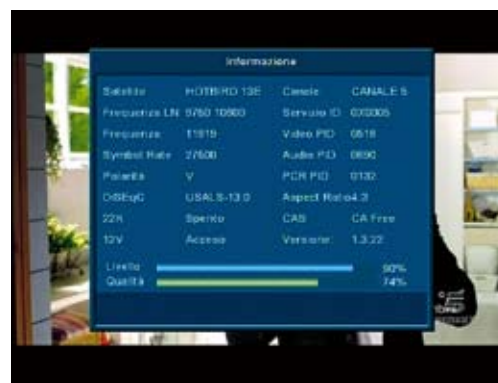 Informazione
Satellite HOTBIRD 13E Canale CANALE 5
Frequenza LN 9750 10600 Servizio ID 0X0305
Frequenza 11919 Video PID 0518
Symbol Rate 27500 Audio PID 0690
Polarità V PCR PID 0132
DiSEqC USALS-13.0 Aspect Ratio4:3
22K Spento CAS CA Free
12V Acceso Versione: 1.3.22
Livello 90%
Qualità 74%
5